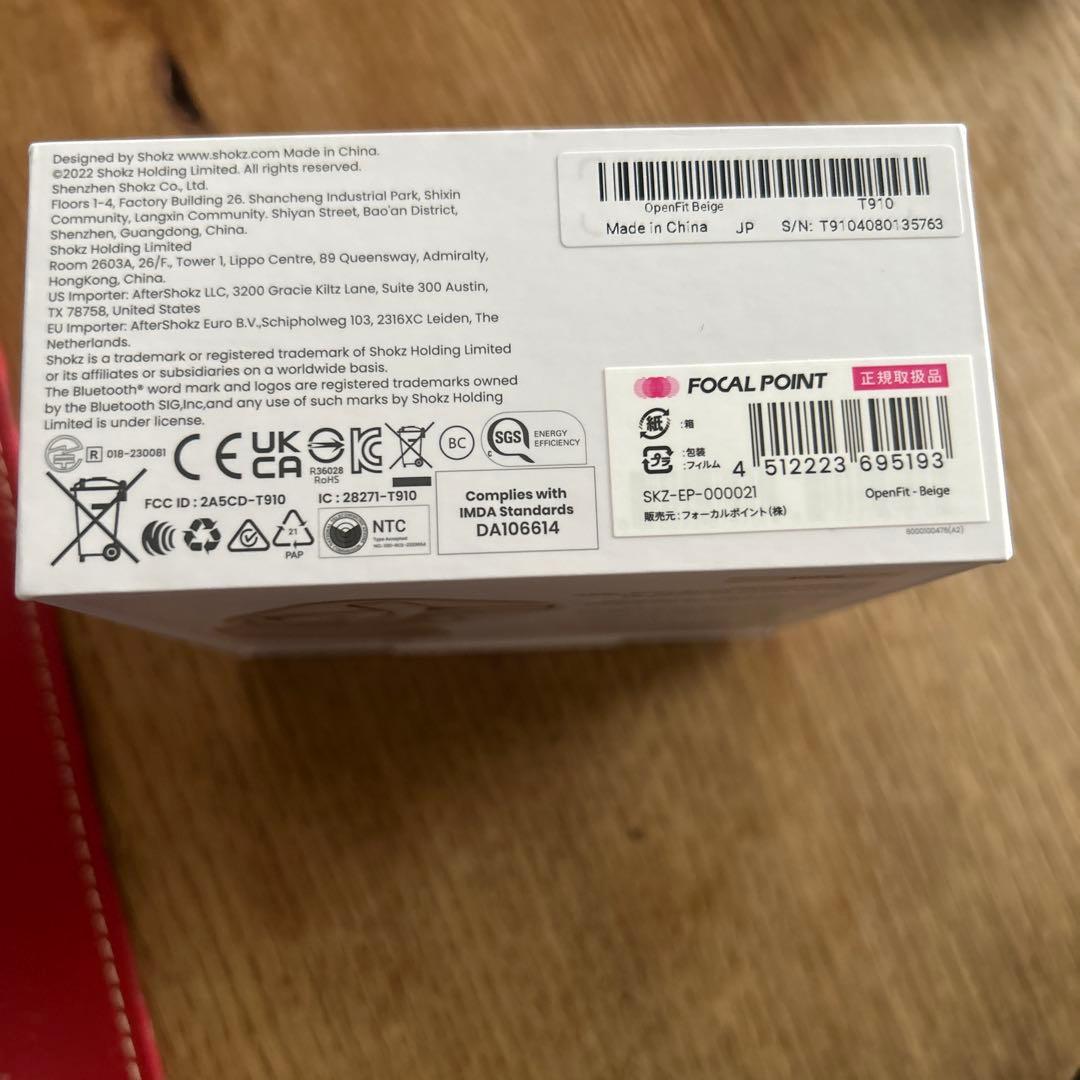 Designed by Shokz www.shokz.com Made in China.
©2022 Shokz Holding Limited. All rights reserved.
Shenzhen Shokz Co., Ltd.
Floors 1-4, Factory Building 26. Shancheng Industrial Park, Shixin
Community, Langxin Community. Shiyan Street, Bao'an District,
Shenzhen, Guangdong, China.
Shokz Holding Limited
Room 2603A, 26/F., Tower 1, Lippo Centre, 89 Queensway, Admiralty,
HongKong, China.
US Importer: AfterShokz LLC, 3200 Gracie Kiltz Lane, Suite 300 Austin,
TX 78758, United States
EU Importer: AfterShokz Euro B.V.,Schipholweg 103, 2316XC Leiden, The
Netherlands.
Shokz is a trademark or registered trademark of Shokz Holding Limited
or its affiliates or subsidiaries on a worldwide basis.
The Bluetooth® word mark and logos are registered trademarks owned
by the Bluetooth SIG,Inc,and any use of such marks by Shokz Holding
Limited is under license.
R 018-230081 CE UK CA R36028 RoHS BC SGS C ENERGY EFFICIENCY
FCC ID : 2A5CD-T910 IC : 28271-T910
21
PAP
NTC
Type Accepted
Complies with
IMDA Standards
DA106614
OpenFit Beige T910
Made in China JP S/N: T9104080135763
FOCAL POINT 正規取扱品
紙 :箱
プラ :包装
:フィルム
4 512223 695193
SKZ-EP-000021 OpenFit - Beige
販売元:フォーカルポイント(株)
6000100476(A2)